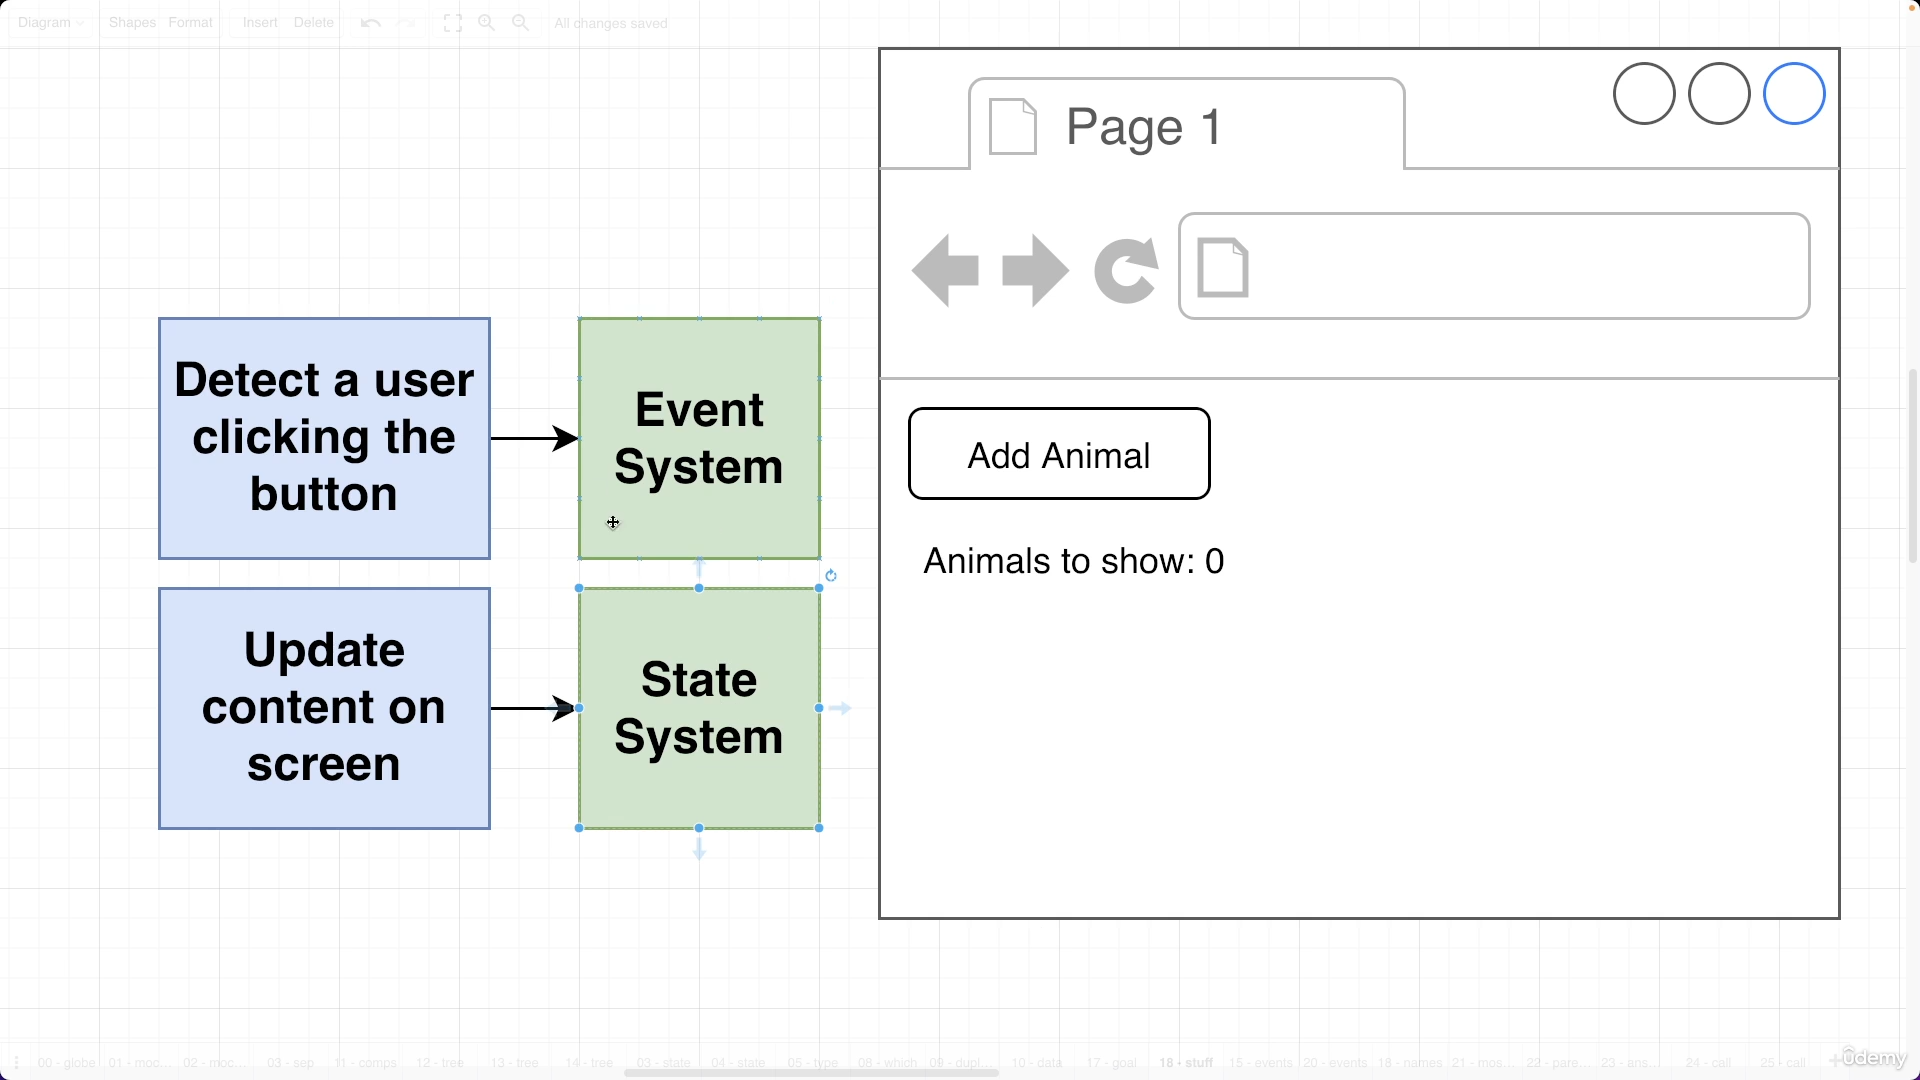 Diagram Shapes Format Insert Delete All changes saved
Page 1
Detect a user
clicking the
button
Event
System
Add Animal
Animals to show: 0
Update
content on
screen
State
System
00 - globe 01 - moc... 02 - moc... 03 - sep 11 - comps 12 - tree 13 - tree 14 - tree 03 - state 04 - state 05 - type 08 - which 09 - dupl... 10 - data 17 - goal 18 - stuff 15 - events 20 - events 18 - names 21 - mos... 22 - pare... 23 - ans... 24 - call 25 - call
ûdemy